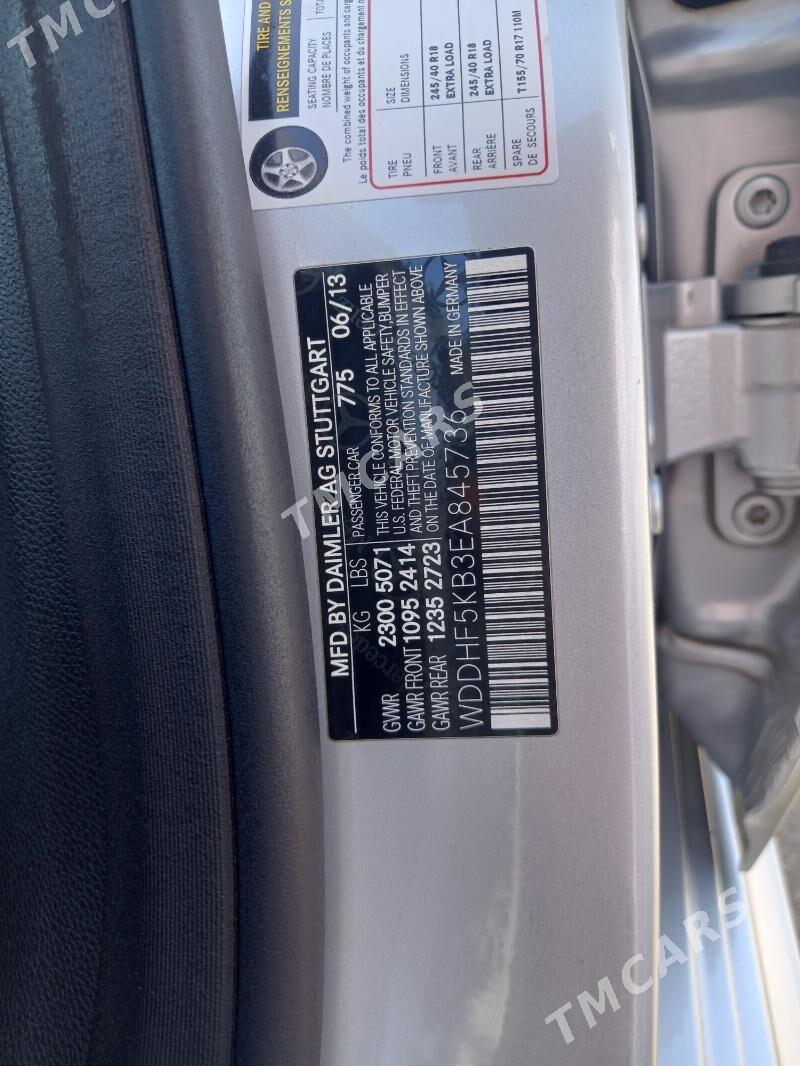 TIRE AND
RENSEIGNEMENTS S
SEATING CAPACITY
NOMBRE DE PLACES
TOTA
The combined weight of occupants and carg
Le poids total des occupants et du chargement
TIRE SIZE
PNEU DIMENSIONS
FRONT 245/40 R18
AVANT EXTRA LOAD
REAR 245/40 R18
ARRIÈRE EXTRA LOAD
SPARE T155/70 R17 110M
DE SECOURS
MFD BY DAIMLER AG STUTTGART
KG LBS PASSENGER CAR 775 06/13
GVWR 2300 5071 THIS VEHICLE CONFORMS TO ALL APPLICABLE
U.S. FEDERAL MOTOR VEHICLE SAFETY, BUMPER
GAWR FRONT 1095 2414 AND THEFT PREVENTION STANDARDS IN EFFECT
GAWR REAR 1235 2723 ON THE DATE OF MANUFACTURE SHOWN ABOVE
WDDHF5KB3EA845736 MADE IN GERMANY
TMCARS
TMCARS
TMCARS